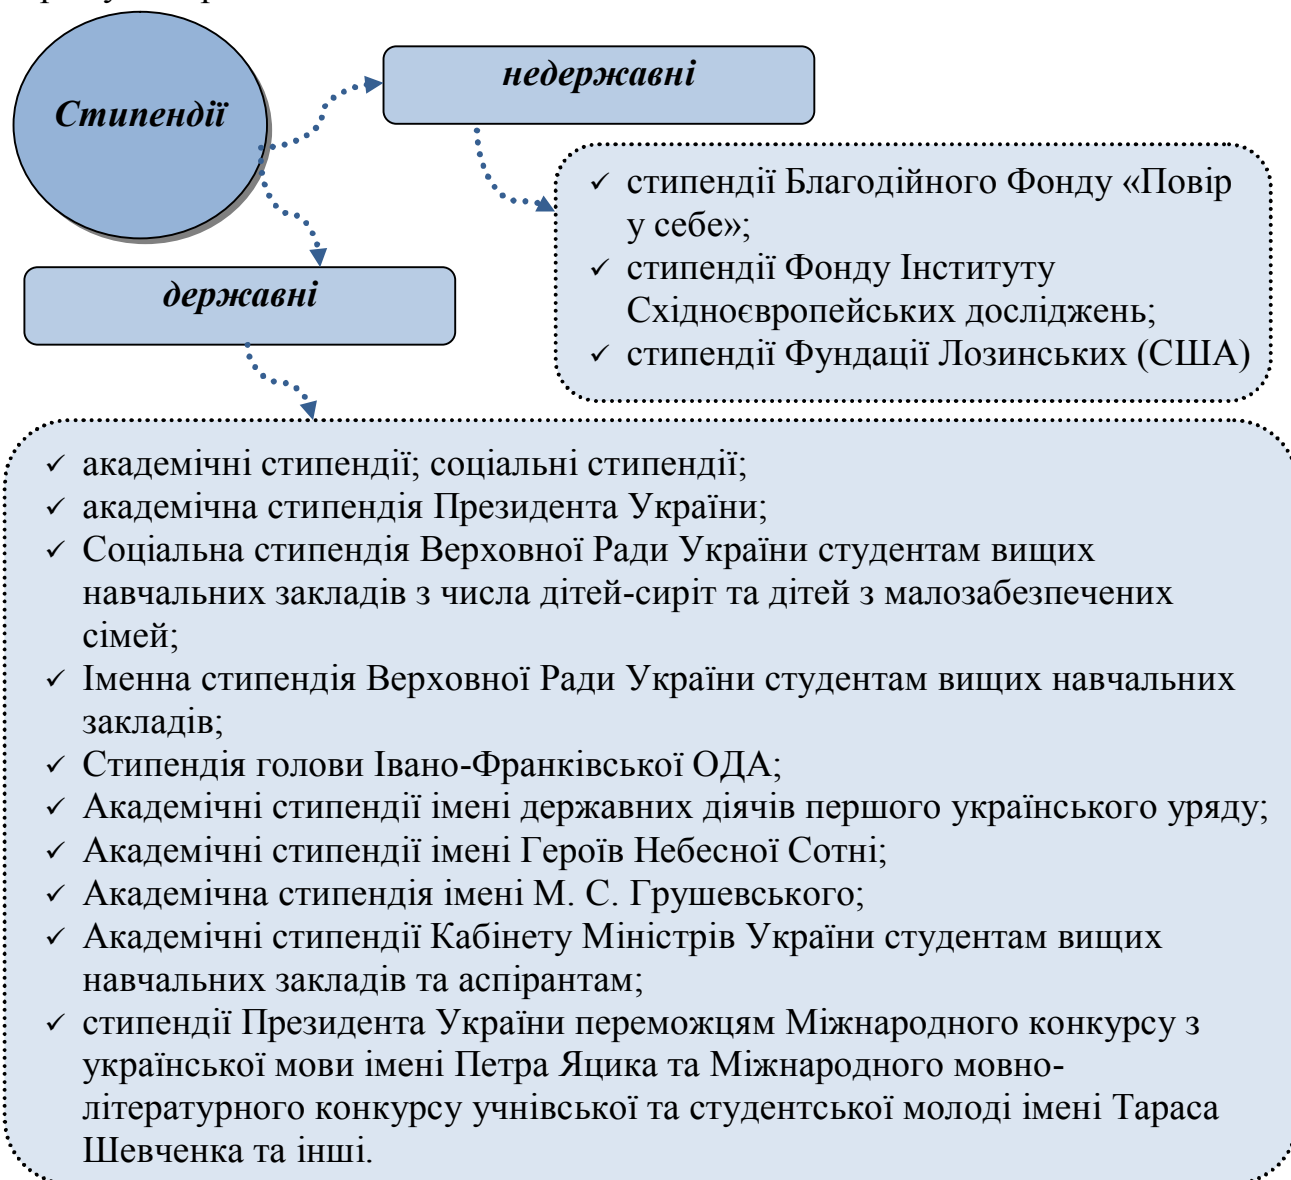 Стипендії
недержавні
стипендії Благодійного Фонду «Повір
у себе»;
стипендії Фонду Інституту
Східноєвропейських досліджень;
стипендії Фундації Лозинських (США)
державні
академічні стипендії; соціальні стипендії;
академічна стипендія Президента України;
Соціальна стипендія Верховної Ради України студентам вищих
навчальних закладів з числа дітей-сиріт та дітей з малозабезпечених
сімей;
Іменна стипендія Верховної Ради України студентам вищих навчальних
закладів;
Стипендія голови Івано-Франківської ОДА;
Академічні стипендії імені державних діячів першого українського уряду;
Академічні стипендії імені Героїв Небесної Сотні;
Академічна стипендія імені М. С. Грушевського;
Академічні стипендії Кабінету Міністрів України студентам вищих
навчальних закладів та аспірантам;
стипендії Президента України переможцям Міжнародного конкурсу з
української мови імені Петра Яцика та Міжнародного мовно-
літературного конкурсу учнівської та студентської молоді імені Тараса
Шевченка та інші.